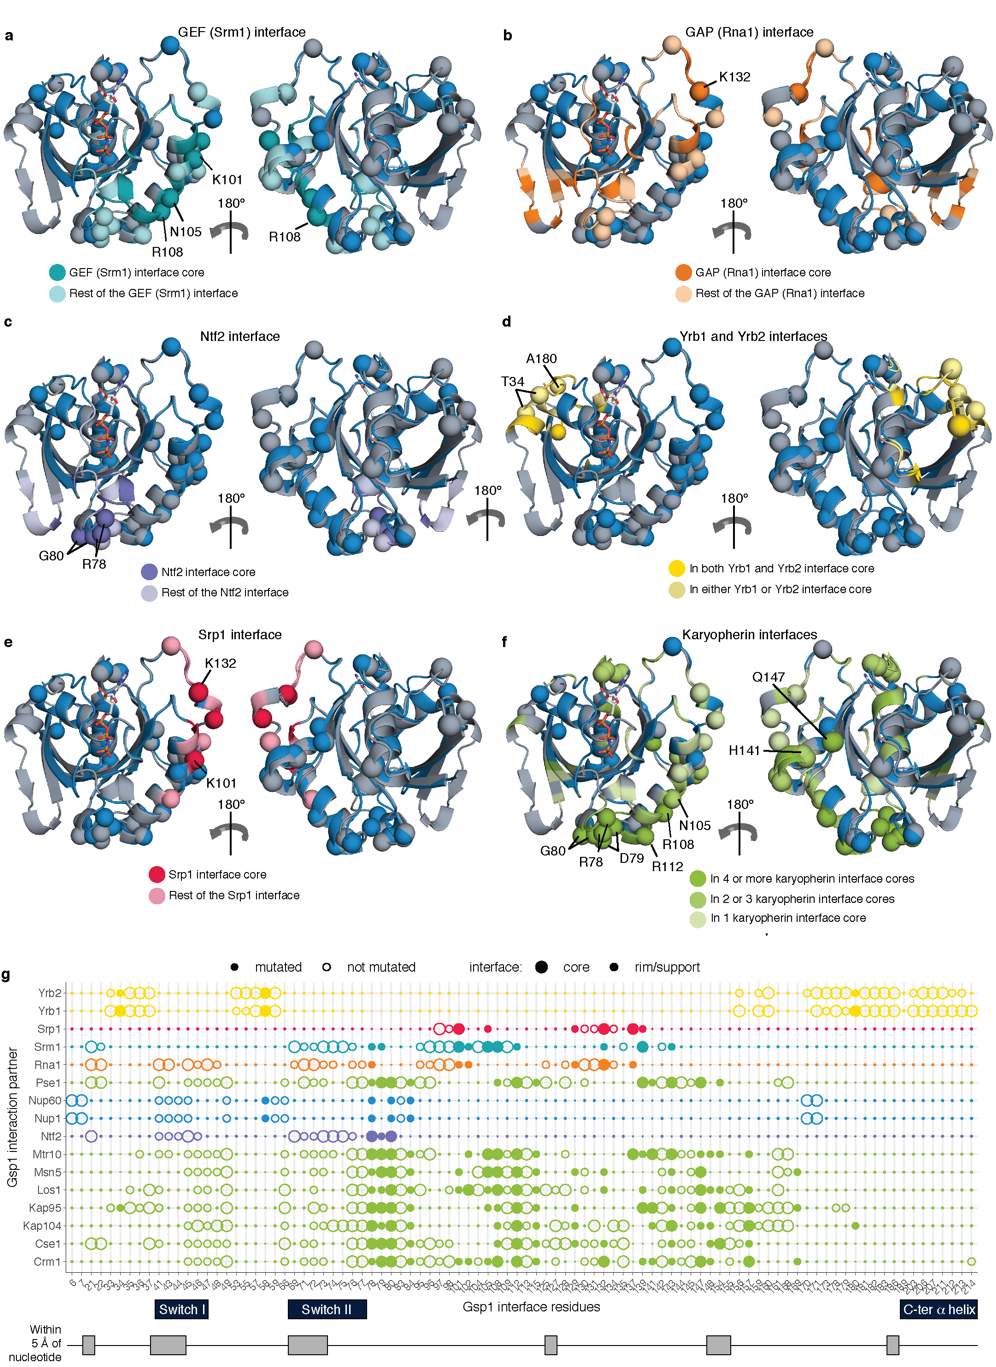 a
GEF (Srm1) interface
K101
180°
N105
R108
R108
GEF (Srm1) interface core
Rest of the GEF (Srm1) interface
b
GAP (Rna1) interface
K132
180°
GAP (Rna1) interface core
Rest of the GAP (Rna1) interface
c
Ntf2 interface
180°
180°
G80
R78
Ntf2 interface core
Rest of the Ntf2 interface
d
Yrb1 and Yrb2 interfaces
A180
T34
180°
In both Yrb1 and Yrb2 interface core
In either Yrb1 or Yrb2 interface core
e
Srp1 interface
K132
K101
180°
Srp1 interface core
Rest of the Srp1 interface
f
Karyopherin interfaces
Q147
H141
180°
N105
R108
G80
R78
D79
R112
In 4 or more karyopherin interface cores
In 2 or 3 karyopherin interface cores
In 1 karyopherin interface core
g
mutated
not mutated
interface:
core
rim/support
Gsp1 interaction partner
Yrb2
Yrb1
Srp1
Srm1
Rna1
Pse1
Nup60
Nup1
Ntf2
Mtr10
Msn5
Los1
Kap95
Kap104
Cse1
Crm1
Gsp1 interface residues
Switch I
Switch II
C-ter α helix
Within
5 Å of
nucleotide